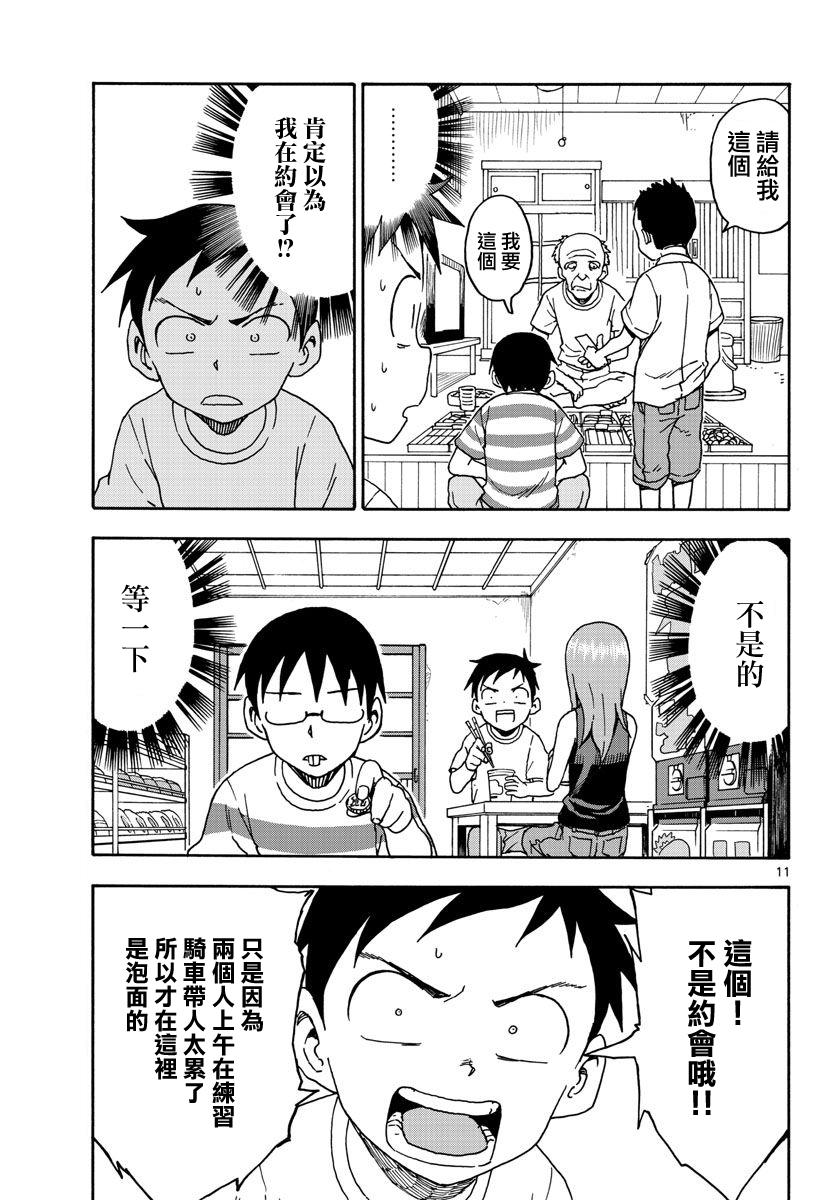 請給我
這個
我要
這個
………
肯定以為
我在約會了!?
不是的
等一下
11
這個！
不是約會哦!!
只是因為
兩個人上午在練習
騎車帶人太累了
所以才在這裡
是泡面的